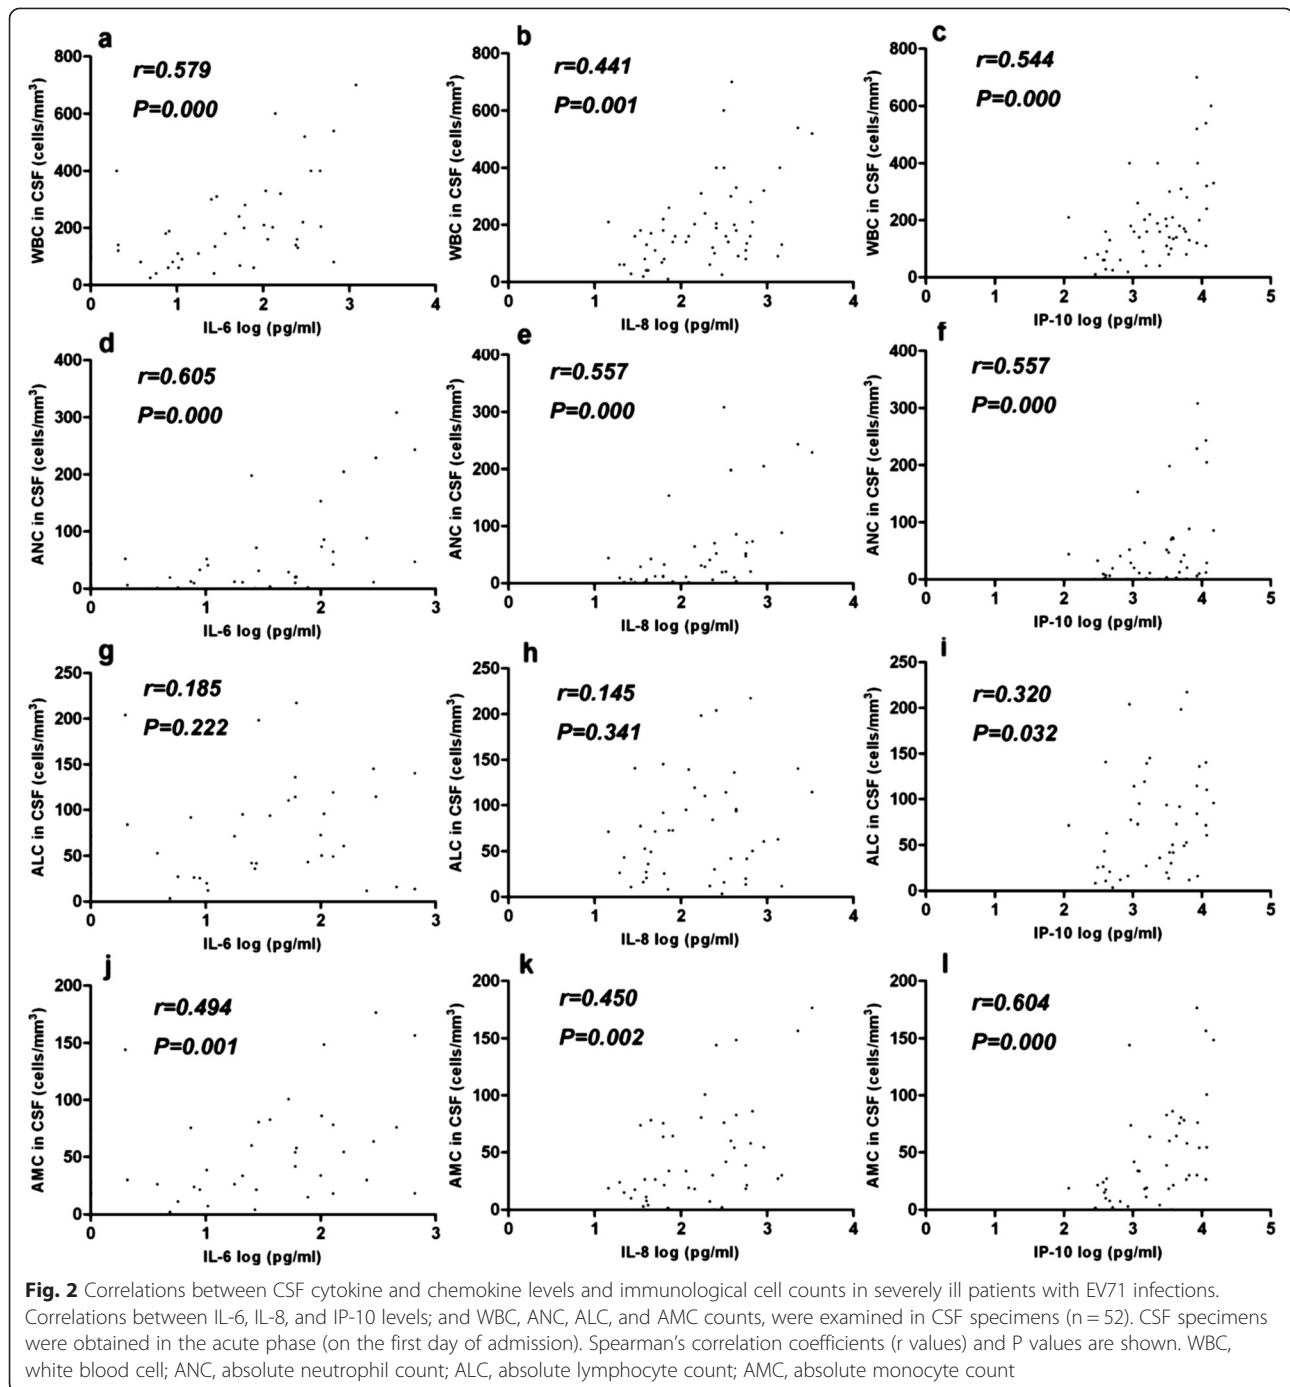 a
r=0.579
P=0.000
800
600
400
200
0
WBC in CSF (cells/mm³)
0 1 2 3 4
IL-6 log (pg/ml)
b
r=0.441
P=0.001
800
600
400
200
0
WBC in CSF (cells/mm³)
0 1 2 3 4
IL-8 log (pg/ml)
c
r=0.544
P=0.000
800
600
400
200
0
WBC in CSF (cells/mm³)
0 1 2 3 4 5
IP-10 log (pg/ml)
d
r=0.605
P=0.000
400
300
200
100
0
ANC in CSF (cells/mm³)
0 1 2 3
IL-6 log (pg/ml)
e
r=0.557
P=0.000
400
300
200
100
0
ANC in CSF (cells/mm³)
0 1 2 3 4
IL-8 log (pg/ml)
f
r=0.557
P=0.000
400
300
200
100
0
ANC in CSF (cells/mm³)
0 1 2 3 4 5
IP-10 log (pg/ml)
g
r=0.185
P=0.222
250
200
150
100
50
0
ALC in CSF (cells/mm³)
0 1 2 3
IL-6 log (pg/ml)
h
r=0.145
P=0.341
250
200
150
100
50
0
ALC in CSF (cells/mm³)
0 1 2 3 4
IL-8 log (pg/ml)
i
r=0.320
P=0.032
250
200
150
100
50
0
ALC in CSF (cells/mm³)
0 1 2 3 4 5
IP-10 log (pg/ml)
j
r=0.494
P=0.001
200
150
100
50
0
AMC in CSF (cells/mm³)
0 1 2 3
IL-6 log (pg/ml)
k
r=0.450
P=0.002
200
150
100
50
0
AMC in CSF (cells/mm³)
0 1 2 3 4
IL-8 log (pg/ml)
l
r=0.604
P=0.000
200
150
100
50
0
AMC in CSF (cells/mm³)
0 1 2 3 4 5
IP-10 log (pg/ml)
Fig. 2 Correlations between CSF cytokine and chemokine levels and immunological cell counts in severely ill patients with EV71 infections.
Correlations between IL-6, IL-8, and IP-10 levels; and WBC, ANC, ALC, and AMC counts, were examined in CSF specimens (n = 52). CSF specimens
were obtained in the acute phase (on the first day of admission). Spearman's correlation coefficients (r values) and P values are shown. WBC,
white blood cell; ANC, absolute neutrophil count; ALC, absolute lymphocyte count; AMC, absolute monocyte count